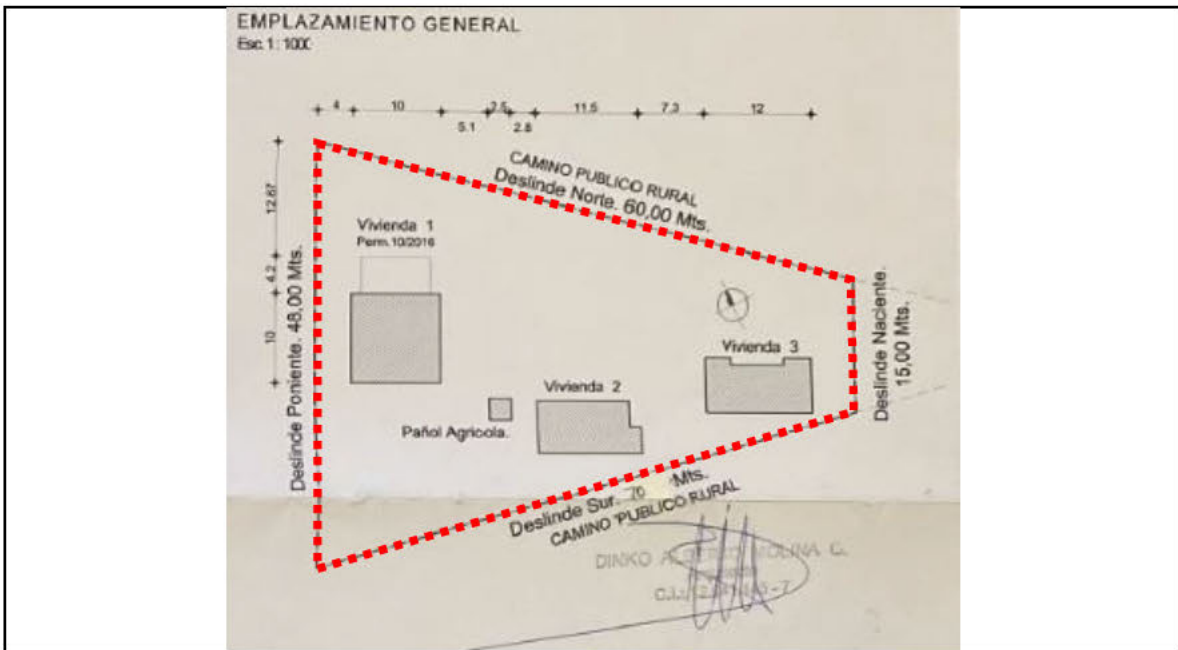 EMPLAZAMIENTO GENERAL
Esc. 1 : 1000
4 10 2.5 11.5 7.3 12
5.1 2.8
CAMINO PUBLICO RURAL
Deslinde Norte. 60,00 Mts.
12.67
4.2
10
Deslinde Poniente. 48,00 Mts.
Vivienda 1
Perm. 10/2016
Vivienda 3
Deslinde Naciente.
15,00 Mts.
Vivienda 2
Pañol Agricola.
Deslinde Sur. 70 Mts.
CAMINO PUBLICO RURAL
DINKO MOLINA G.